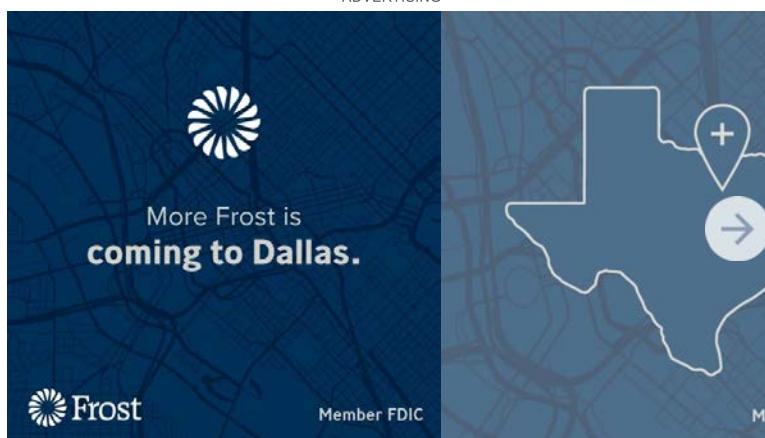 More Frost is
coming to Dallas.
Frost
Member FDIC
M